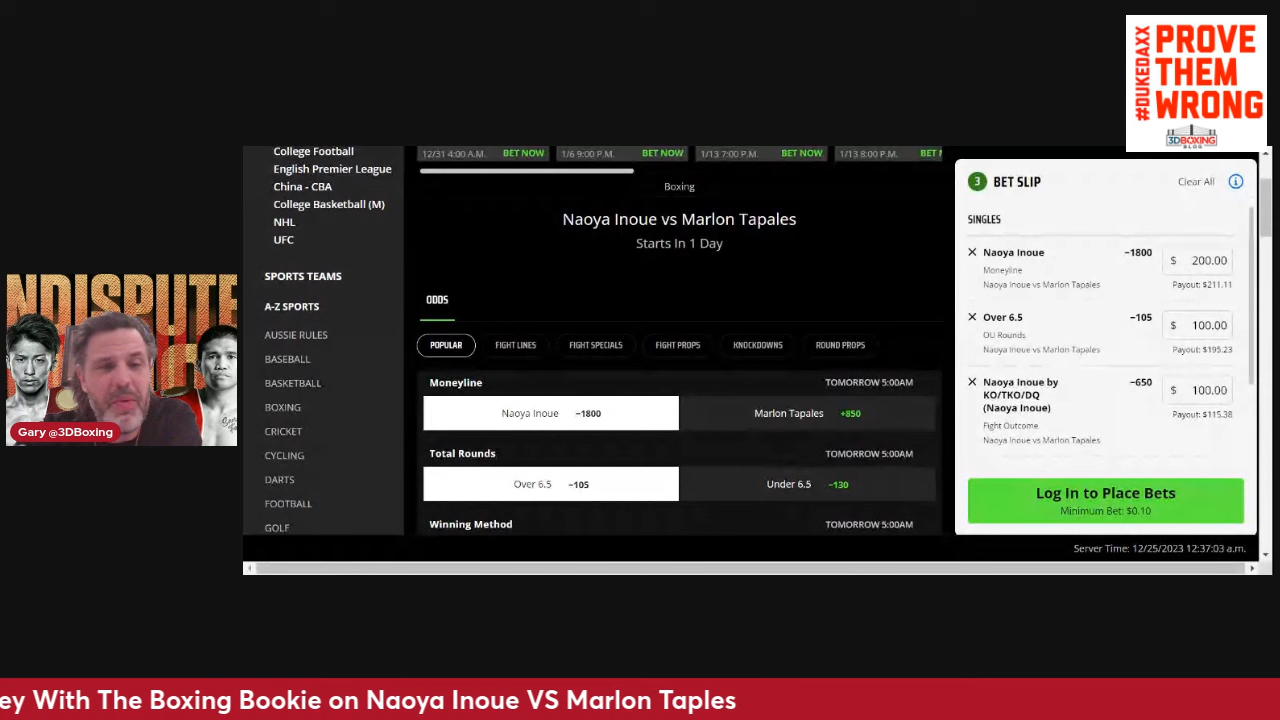 #DUKEDAXX
PROVE
THEM
WRONG
3DBOXING
BLOG
College Football
English Premier League
China - CBA
College Basketball (M)
NHL
UFC
SPORTS TEAMS
A-Z SPORTS
AUSSIE RULES
BASEBALL
BASKETBALL
BOXING
CRICKET
CYCLING
DARTS
FOOTBALL
GOLF
12/31 4:00 A.M. BET NOW
1/6 9:00 P.M. BET NOW
1/13 7:00 P.M. BET NOW
1/13 8:00 P.M. BET N
Boxing
Naoya Inoue vs Marlon Tapales
Starts In 1 Day
ODDS
POPULAR
FIGHT LINES
FIGHT SPECIALS
FIGHT PROPS
KNOCKDOWNS
ROUND PROPS
Moneyline TOMORROW 5:00AM
Naoya Inoue −1800 Marlon Tapales +850
Total Rounds TOMORROW 5:00AM
Over 6.5 −105 Under 6.5 −130
Winning Method TOMORROW 5:00AM
3 BET SLIP Clear All
SINGLES
Naoya Inoue −1800 $ 200.00
Moneyline
Naoya Inoue vs Marlon Tapales Payout: $211.11
Over 6.5 −105 $ 100.00
OU Rounds
Naoya Inoue vs Marlon Tapales Payout: $195.23
Naoya Inoue by −650 $ 100.00
KO/TKO/DQ
(Naoya Inoue) Payout: $115.38
Fight Outcome
Naoya Inoue vs Marlon Tapales
Log In to Place Bets
Minimum Bet: $0.10
Server Time: 12/25/2023 12:37:03 a.m.
NDISPUTE
Gary @3DBoxing
ey With The Boxing Bookie on Naoya Inoue VS Marlon Taples